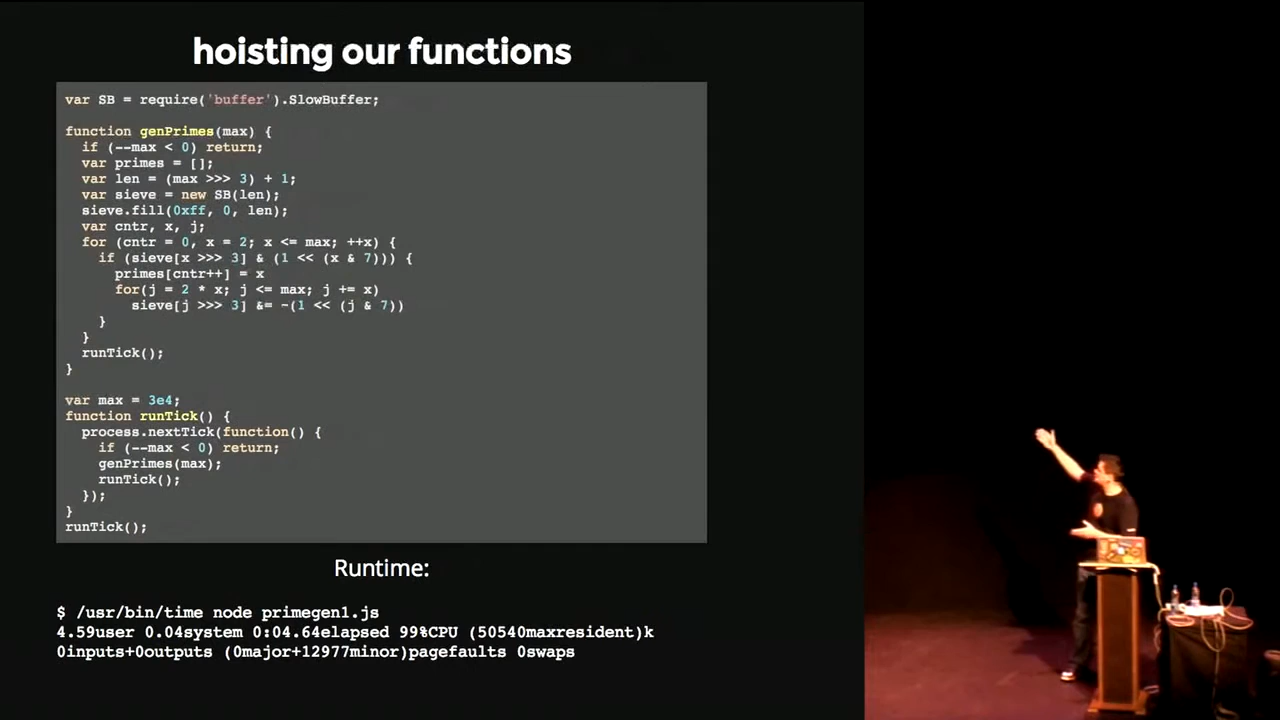 hoisting our functions
var SB = require('buffer').SlowBuffer;
function genPrimes(max) {
if (--max < 0) return;
var primes = [];
var len = (max >>> 3) + 1;
var sieve = new SB(len);
sieve.fill(0xff, 0, len);
var cntr, x, j;
for (cntr = 0, x = 2; x <= max; ++x) {
if (sieve[x >>> 3] & (1 << (x & 7))) {
primes[cntr++] = x
for(j = 2 * x; j <= max; j += x)
sieve[j >>> 3] &= -(1 << (j & 7))
}
}
runTick();
}
var max = 3e4;
function runTick() {
process.nextTick(function() {
if (--max < 0) return;
genPrimes(max);
runTick();
});
}
runTick();
Runtime:
$ /usr/bin/time node primegen1.js
4.59user 0.04system 0:04.64elapsed 99%CPU (50540maxresident)k
0inputs+0outputs (0major+12977minor)pagefaults 0swaps